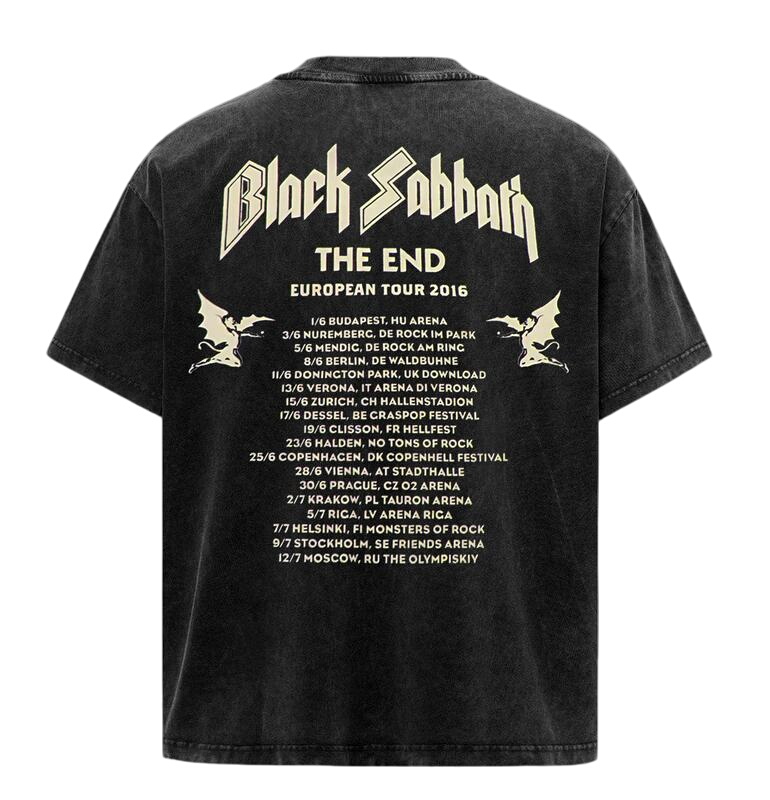 Black Sabbath
THE END
EUROPEAN TOUR 2016
1/6 BUDAPEST, HU ARENA
3/6 NUREMBERG, DE ROCK IM PARK
5/6 MENDIG, DE ROCK AM RING
8/6 BERLIN, DE WALDBUHNE
11/6 DONINGTON PARK, UK DOWNLOAD
13/6 VERONA, IT ARENA DI VERONA
15/6 ZURICH, CH HALLENSTADION
17/6 DESSEL, BE GRASPOP FESTIVAL
19/6 CLISSON, FR HELLFEST
23/6 HALDEN, NO TONS OF ROCK
25/6 COPENHAGEN, DK COPENHELL FESTIVAL
28/6 VIENNA, AT STADTHALLE
30/6 PRAGUE, CZ O2 ARENA
2/7 KRAKOW, PL TAURON ARENA
5/7 RIGA, LV ARENA RIGA
7/7 HELSINKI, FI MONSTERS OF ROCK
9/7 STOCKHOLM, SE FRIENDS ARENA
12/7 MOSCOW, RU THE OLYMPISKIY